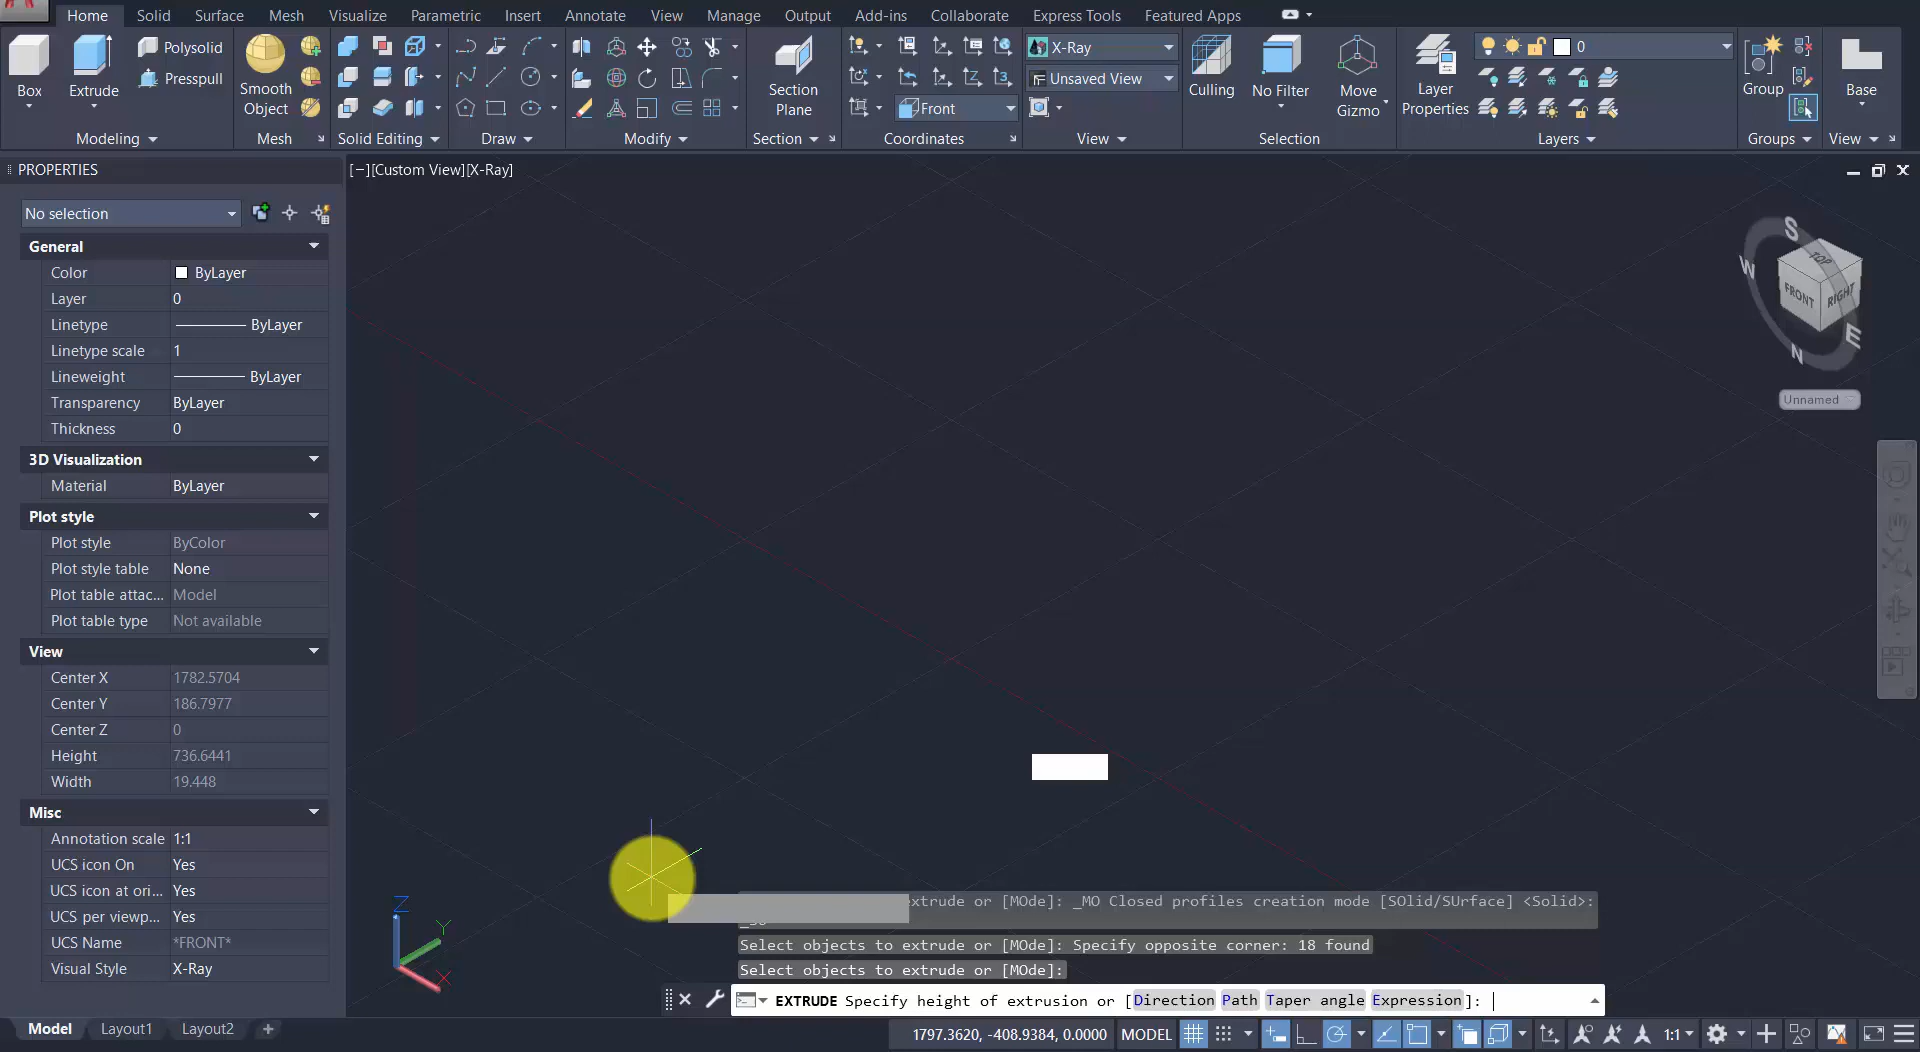 Home Solid Surface Mesh Visualize Parametric Insert Annotate View Manage Output Add-ins Collaborate Express Tools Featured Apps
Box
Extrude
Polysolid
Presspull
Smooth
Object
Section
Plane
Front
X-Ray
Unsaved View
Culling
No Filter
Move
Gizmo
Layer
Properties
0
Group
Base
Modeling
Mesh
Solid Editing
Draw
Modify
Section
Coordinates
View
Selection
Layers
Groups
View
PROPERTIES
No selection
General
Color ByLayer
Layer 0
Linetype ByLayer
Linetype scale 1
Lineweight ByLayer
Transparency ByLayer
Thickness 0
3D Visualization
Material ByLayer
Plot style
Plot style ByColor
Plot style table None
Plot table attac... Model
Plot table type Not available
View
Center X 1782.5704
Center Y 186.7977
Center Z 0
Height 736.6441
Width 19.448
Misc
Annotation scale 1:1
UCS icon On Yes
UCS icon at ori... Yes
UCS per viewp... Yes
UCS Name *FRONT*
Visual Style X-Ray
[−][Custom View][X-Ray]
S
W
E
N
TOP
FRONT
RIGHT
Unnamed
Z
Y
X
extrude or [MOde]: _MO Closed profiles creation mode [SOlid/SUrface] <Solid>:
Select objects to extrude or [MOde]: Specify opposite corner: 18 found
Select objects to extrude or [MOde]:
EXTRUDE Specify height of extrusion or [Direction Path Taper angle Expression]:
Model Layout1 Layout2 +
1797.3620, -408.9384, 0.0000 MODEL 1:1